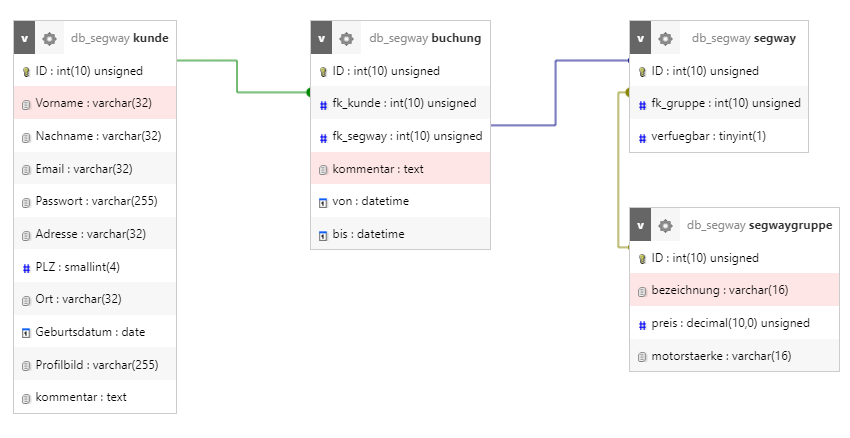 v db_segway kunde
ID : int(10) unsigned
Vorname : varchar(32)
Nachname : varchar(32)
Email : varchar(32)
Passwort : varchar(255)
Adresse : varchar(32)
# PLZ : smallint(4)
Ort : varchar(32)
Geburtsdatum : date
Profilbild : varchar(255)
kommentar : text
v db_segway buchung
ID : int(10) unsigned
# fk_kunde : int(10) unsigned
# fk_segway : int(10) unsigned
kommentar : text
von : datetime
bis : datetime
v db_segway segway
ID : int(10) unsigned
# fk_gruppe : int(10) unsigned
# verfuegbar : tinyint(1)
v db_segway segwaygruppe
ID : int(10) unsigned
bezeichnung : varchar(16)
# preis : decimal(10,0) unsigned
motorstaerke : varchar(16)